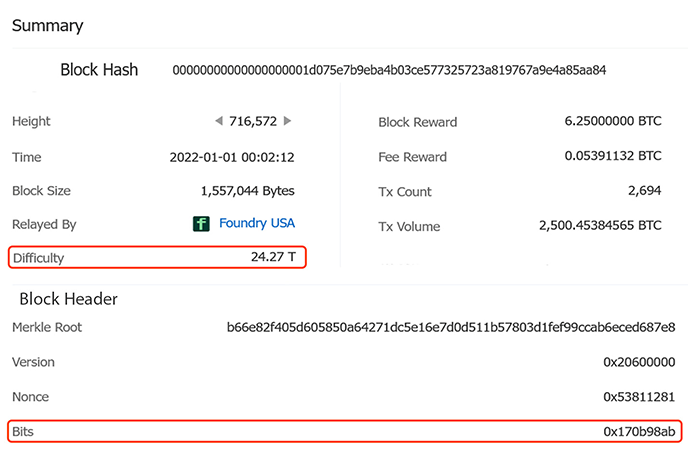 Summary
Block Hash 00000000000000000001d075e7b9eba4b03ce577325723a819767a9e4a85aa84
Height 716,572
Block Reward 6.25000000 BTC
Time 2022-01-01 00:02:12
Fee Reward 0.05391132 BTC
Block Size 1,557,044 Bytes
Tx Count 2,694
Relayed By f Foundry USA
Tx Volume 2,500.45384565 BTC
Difficulty 24.27 T
Block Header
Merkle Root b66e82f405d605850a64271dc5e16e7d0d511b57803d1fef99ccab6eced687e8
Version 0x20600000
Nonce 0x53811281
Bits 0x170b98ab